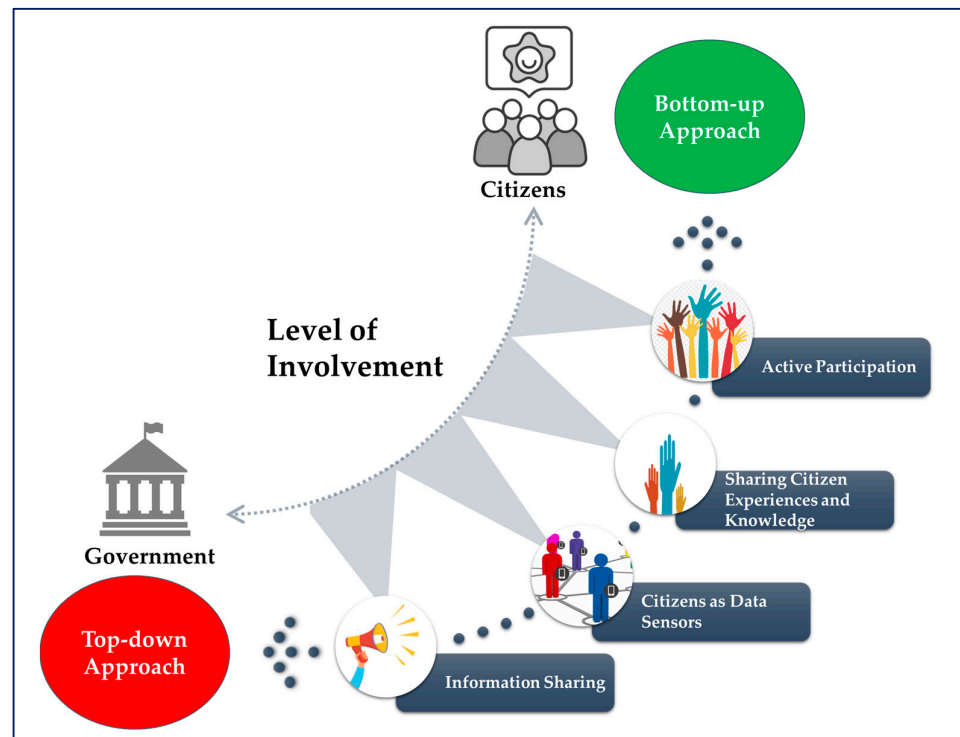 Bottom-up
Approach
Citizens
Level of
Involvement
Active Participation
Sharing Citizen
Experiences and
Knowledge
Government
Citizens as Data
Sensors
Top-down
Approach
Information Sharing